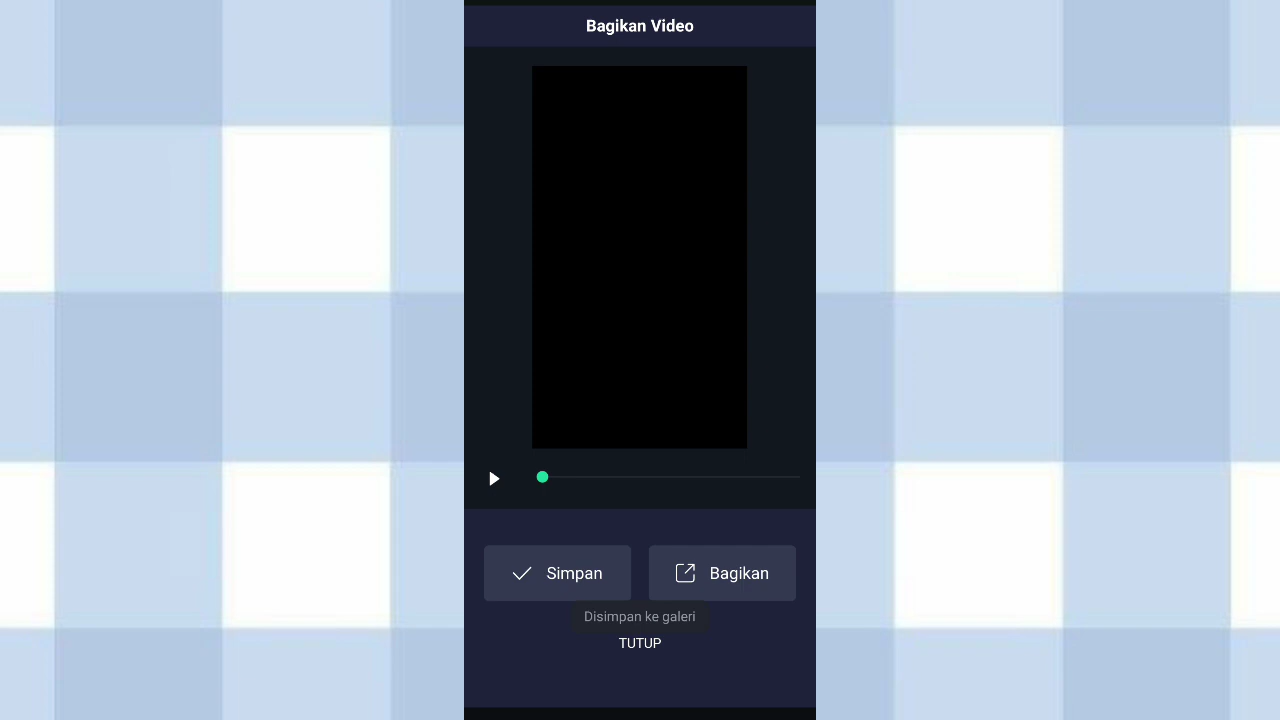 Bagikan Video
Simpan
Bagikan
Disimpan ke galeri
TUTUP